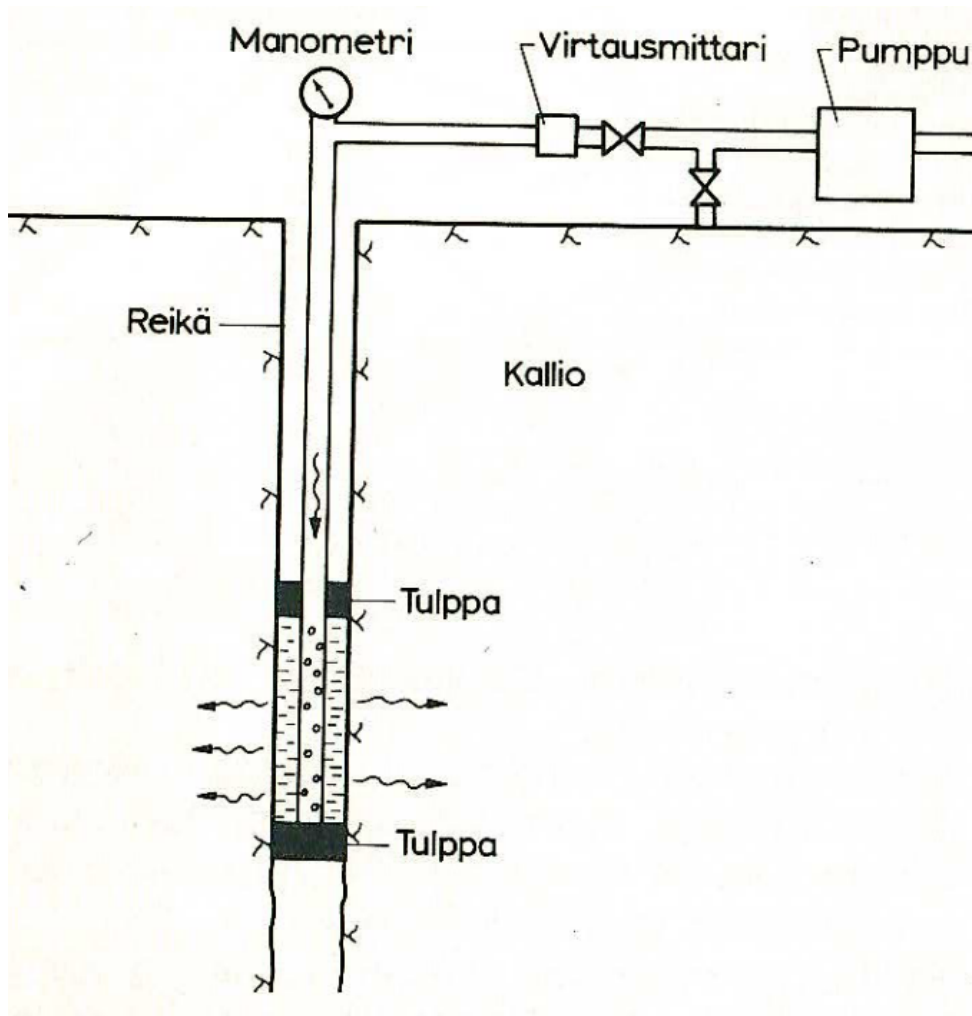 Manometri
Virtausmittari
Pumppu
Reikä
Kallio
Tulppa
Tulppa